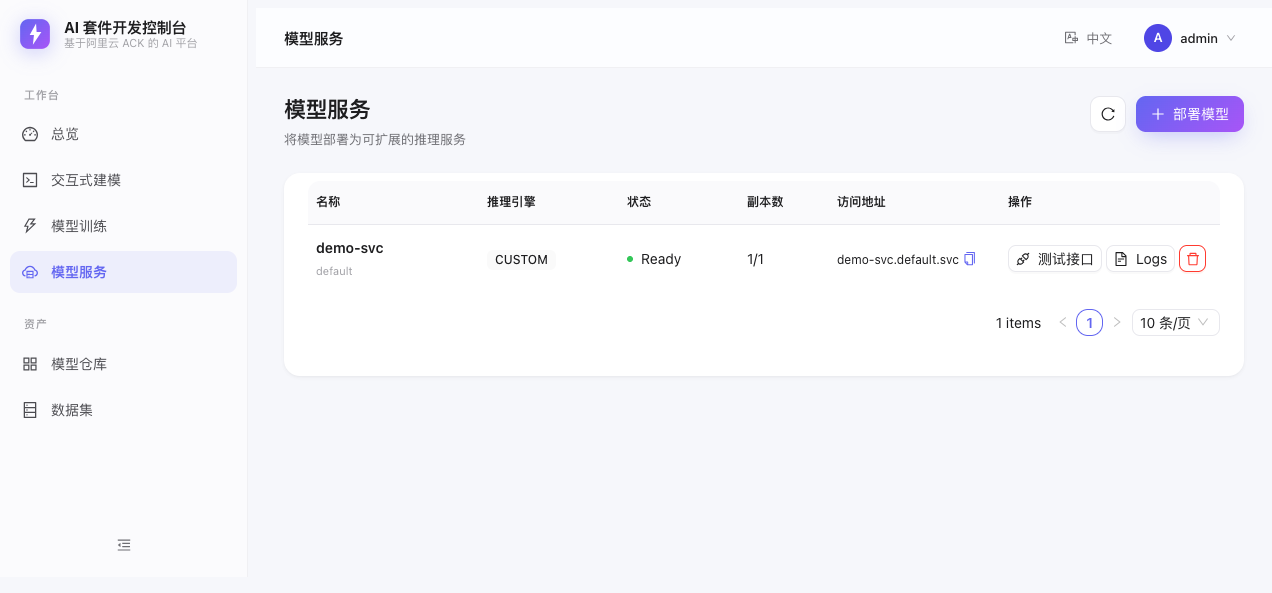 AI 套件开发控制台
基于阿里云 ACK 的 AI 平台
工作台
总览
交互式建模
模型训练
模型服务
资产
模型仓库
数据集
模型服务
中文
A
admin
模型服务
将模型部署为可扩展的推理服务
部署模型
名称 推理引擎 状态 副本数 访问地址 操作
demo-svc
default
CUSTOM
Ready
1/1
demo-svc.default.svc
测试接口
Logs
1 items
1
10 条/页